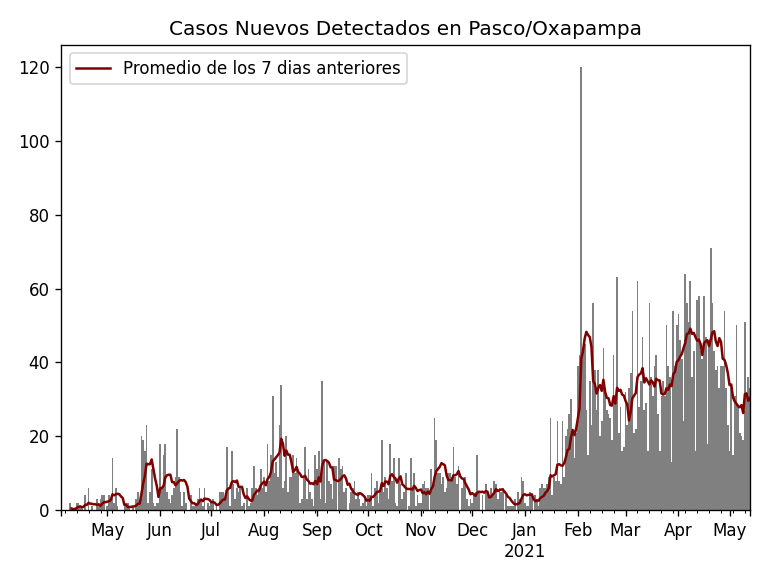 Casos Nuevos Detectados en Pasco/Oxapampa
Promedio de los 7 dias anteriores
120
100
80
60
40
20
0
May Jun Jul Aug Sep Oct Nov Dec Jan Feb Mar Apr May
2021